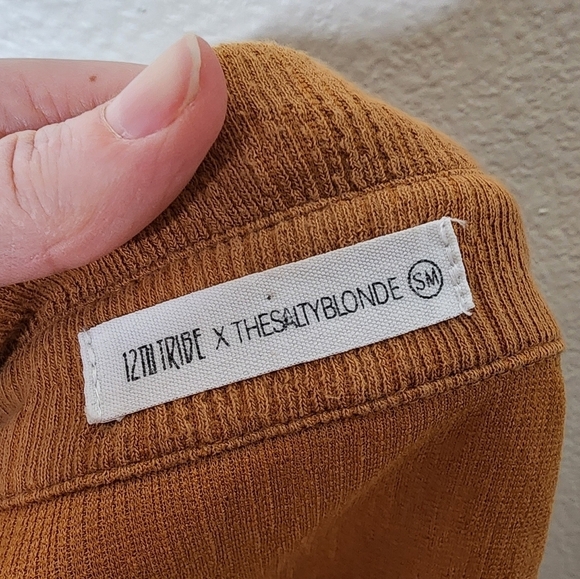 12TH TRIBE X THESALTYBLONDE SM